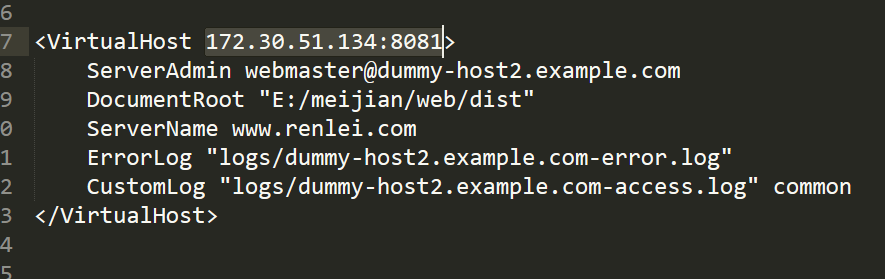 6
7 <VirtualHost 172.30.51.134:8081>
8 ServerAdmin webmaster@dummy-host2.example.com
9 DocumentRoot "E:/meijian/web/dist"
0 ServerName www.renlei.com
1 ErrorLog "logs/dummy-host2.example.com-error.log"
2 CustomLog "logs/dummy-host2.example.com-access.log" common
3 </VirtualHost>
4
5